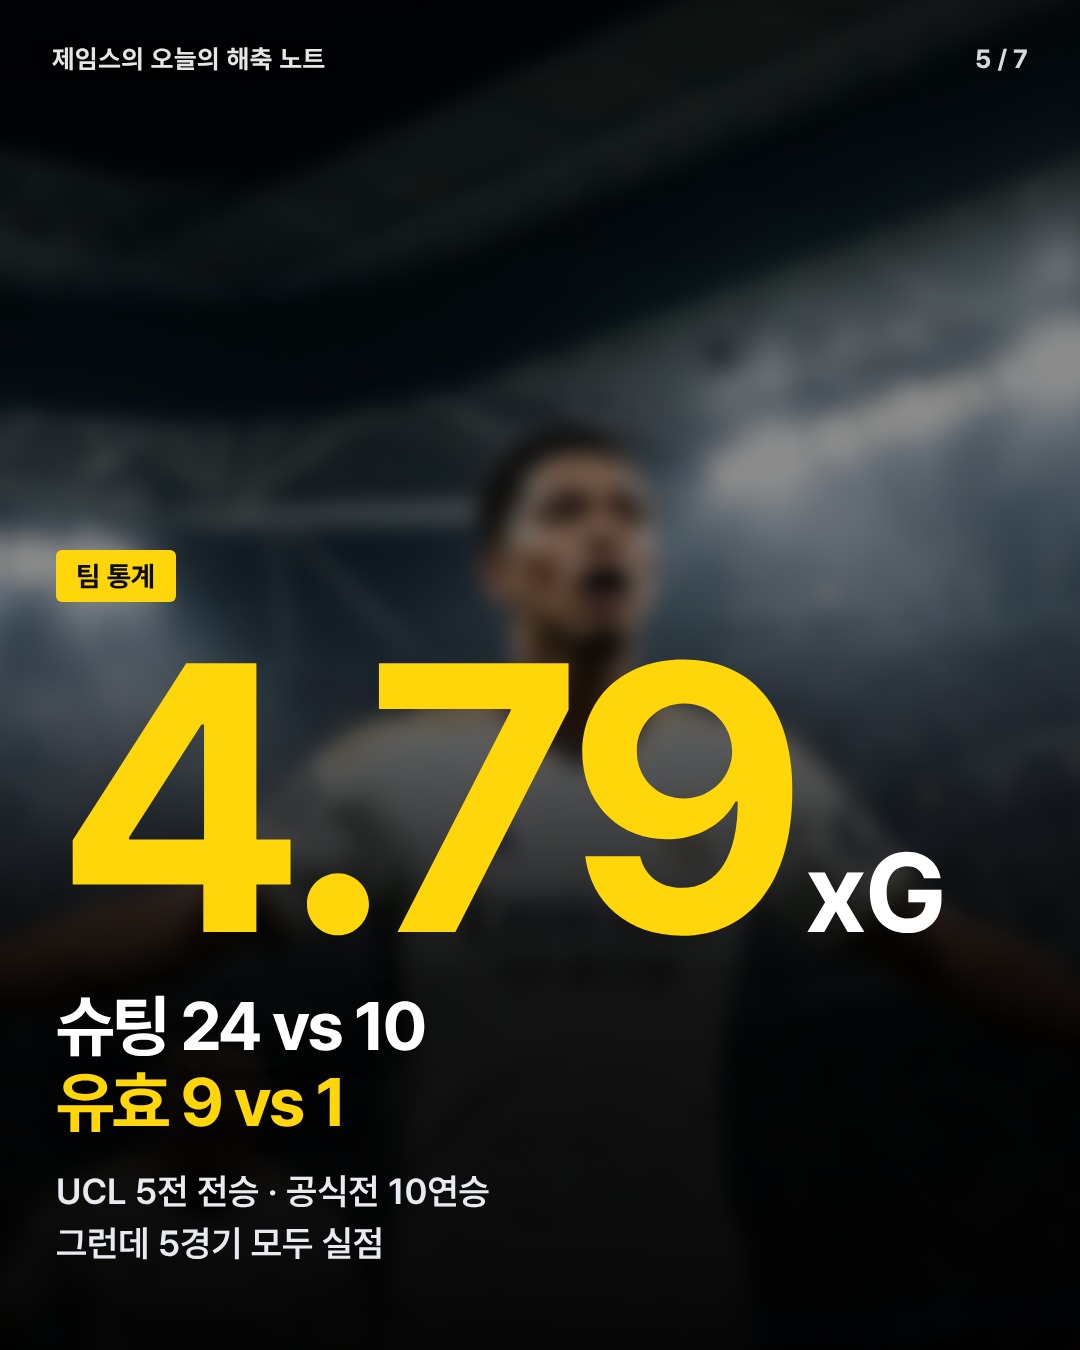 제임스의 오늘의 해축 노트
5 / 7
팀 통계
4.79 xG
슈팅 24 vs 10
유효 9 vs 1
UCL 5전 전승 · 공식전 10연승
그런데 5경기 모두 실점